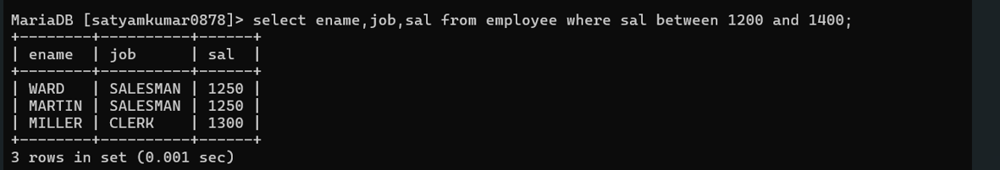 MariaDB [satyamkumar0878]> select ename,job,sal from employee where sal between 1200 and 1400;
+--------+----------+------+
| ename  | job      | sal  |
+--------+----------+------+
| WARD   | SALESMAN | 1250 |
| MARTIN | SALESMAN | 1250 |
| MILLER | CLERK    | 1300 |
+--------+----------+------+
3 rows in set (0.001 sec)